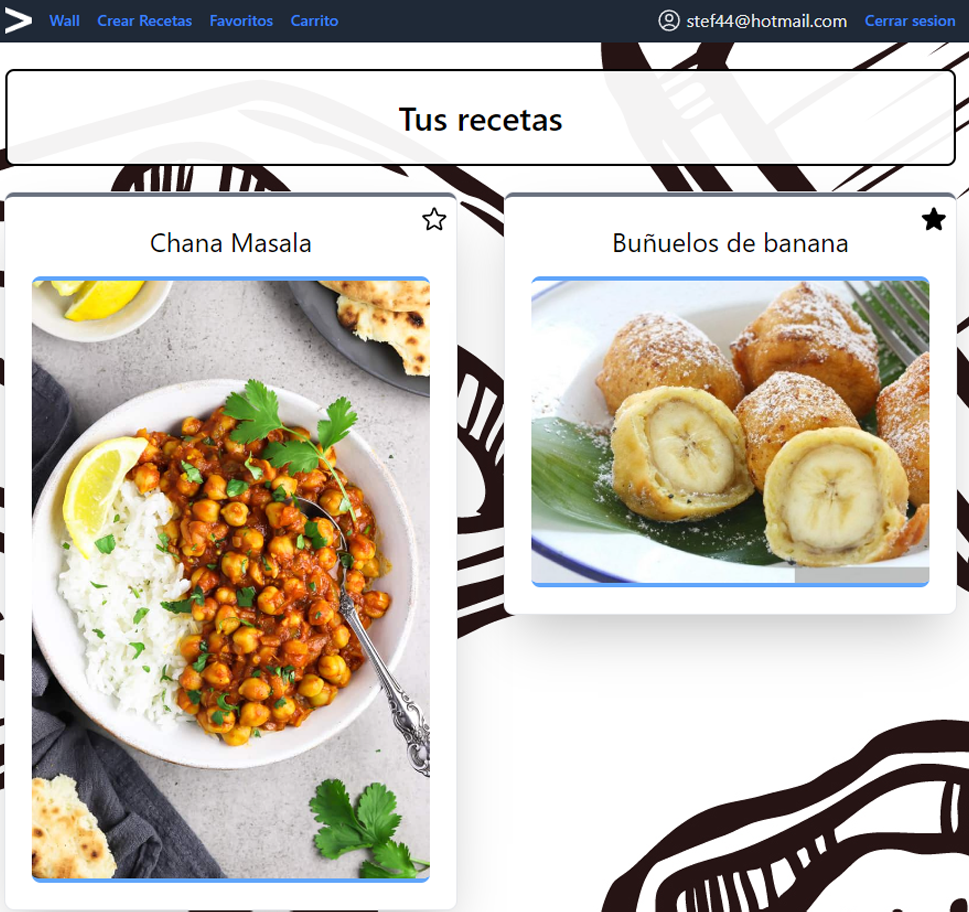 Wall Crear Recetas Favoritos Carrito stef44@hotmail.com Cerrar sesion
Tus recetas
Chana Masala
Buñuelos de banana